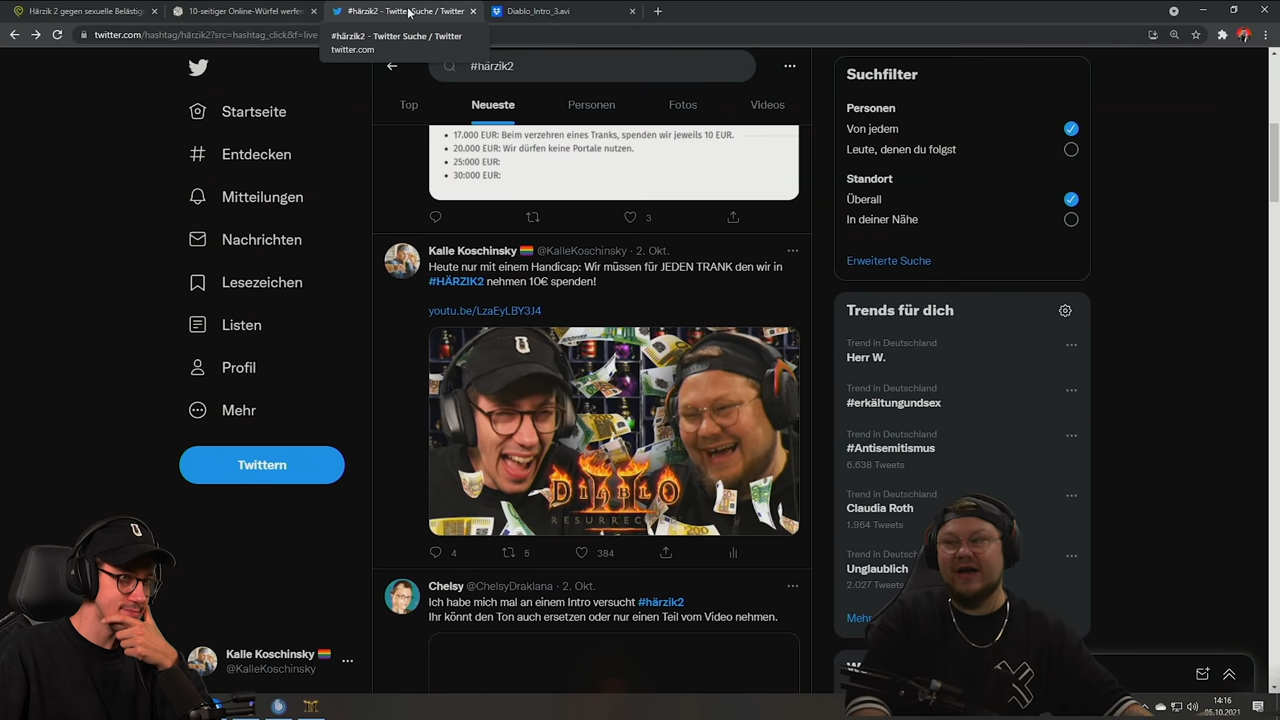 Härzik 2 gegen sexuelle Belästig
10-seitiger Online-Würfel werfen
#härzik2 - Twitter Suche / Twitter
Diablo_Intro_3.avi
twitter.com/hashtag/härzik2?src=hashtag_click&f=live
#härzik2 - Twitter Suche / Twitter
twitter.com
#härzik2
Top
Neueste
Personen
Fotos
Videos
Startseite
Entdecken
Mitteilungen
Nachrichten
Lesezeichen
Listen
Profil
Mehr
Twittern
Kalle Koschinsky
@KalleKoschinsky
17.000 EUR: Beim verzehren eines Tranks, spenden wir jeweils 10 EUR.
20.000 EUR: Wir dürfen keine Portale nutzen.
25:000 EUR:
30:000 EUR:
3
Kalle Koschinsky @KalleKoschinsky · 2. Okt.
Heute nur mit einem Handicap: Wir müssen für JEDEN TRANK den wir in
#HÄRZIK2 nehmen 10€ spenden!
youtu.be/LzaEyLBY3J4
DIABLO II
RESURRECTED
4
5
384
Chelsy @ChelsyDraklana · 2. Okt.
Ich habe mich mal an einem Intro versucht #härzik2
Ihr könnt den Ton auch ersetzen oder nur einen Teil vom Video nehmen.
Suchfilter
Personen
Von jedem
Leute, denen du folgst
Standort
Überall
In deiner Nähe
Erweiterte Suche
Trends für dich
Trend in Deutschland
Herr W.
Trend in Deutschland
#erkältungundsex
Trend in Deutschland
#Antisemitismus
6.638 Tweets
Trend in Deutschland
Claudia Roth
1.964 Tweets
Trend in Deutsch
Unglaublich
2.027 Tweets
Meh
14:16
05.10.2021